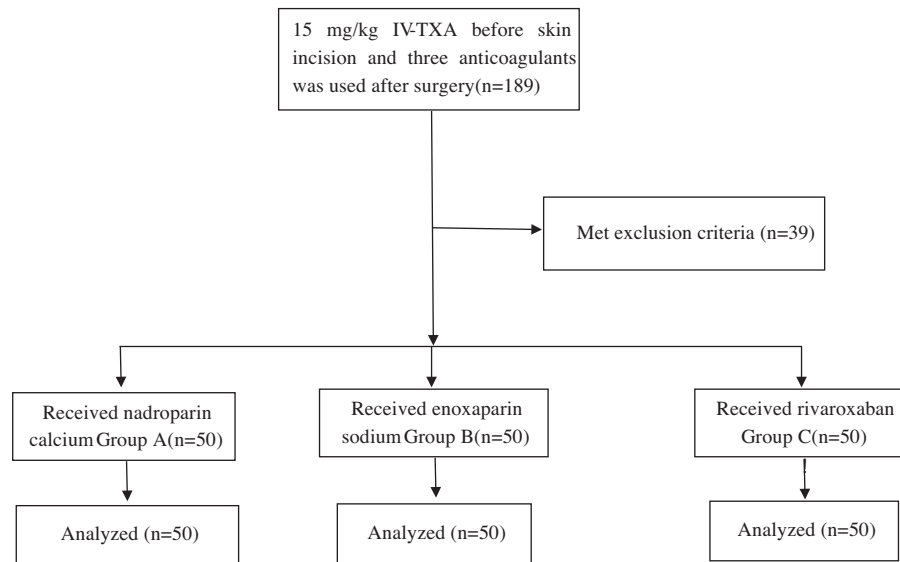 15 mg/kg IV-TXA before skin
incision and three anticoagulants
was used after surgery(n=189)
Met exclusion criteria (n=39)
Received nadroparin
calcium Group A(n=50)
Received enoxaparin
sodium Group B(n=50)
Received rivaroxaban
Group C(n=50)
Analyzed (n=50)
Analyzed (n=50)
Analyzed (n=50)